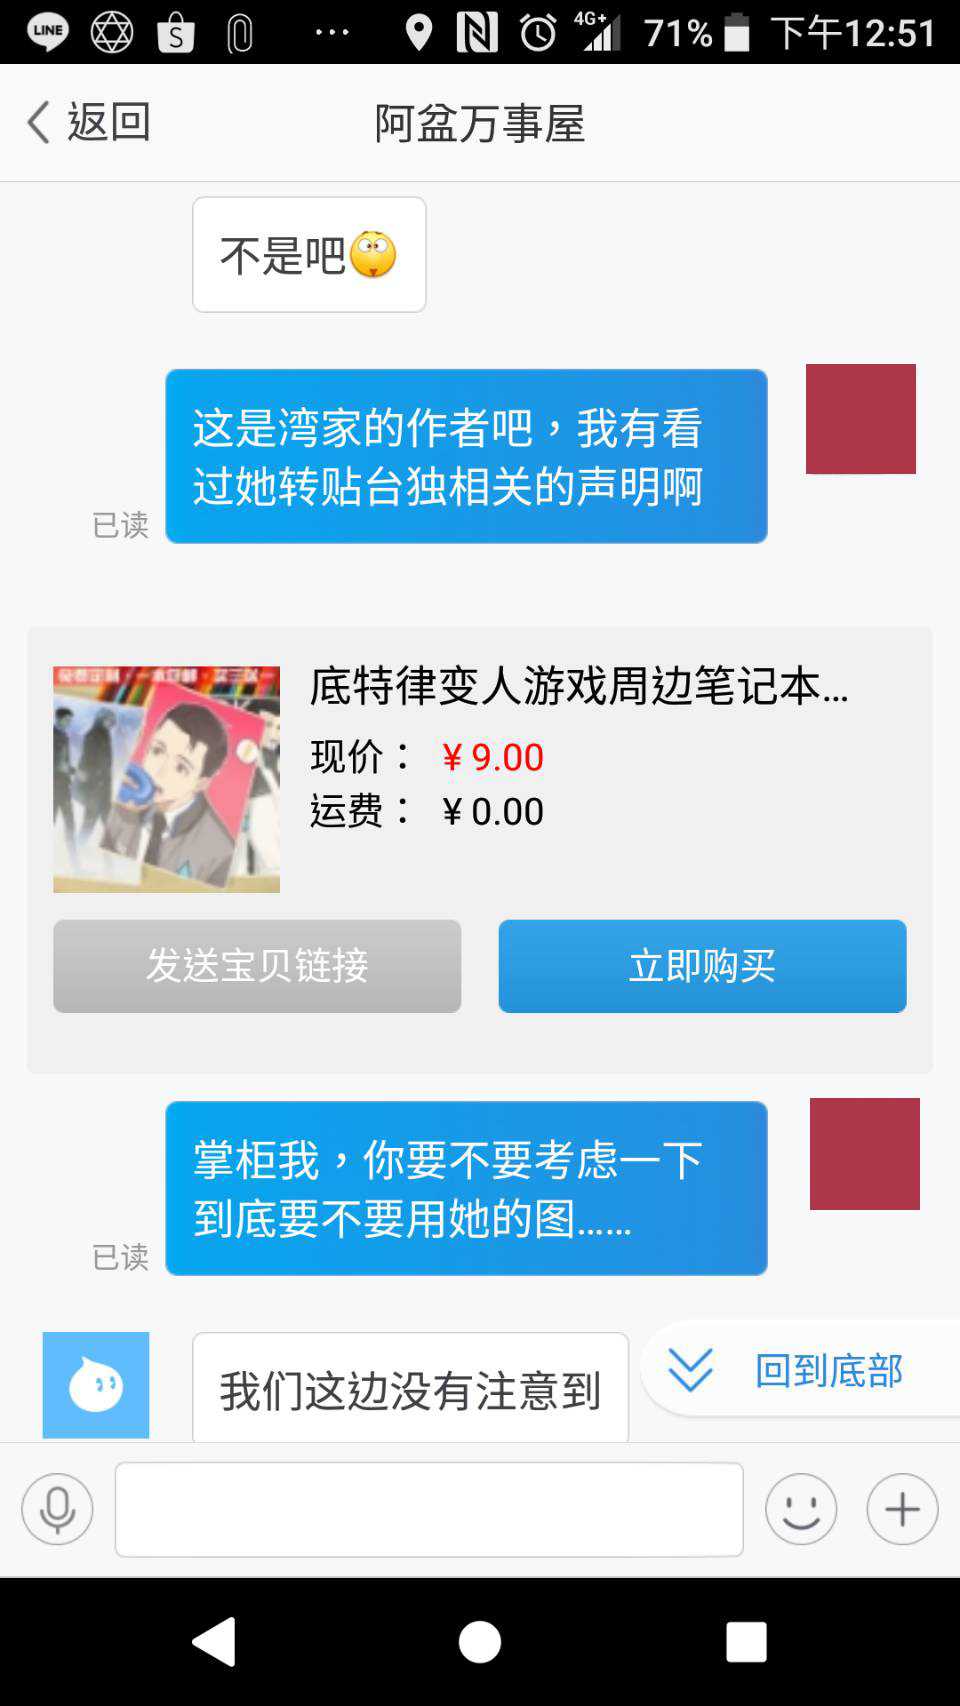 LINE
S
4G+
71%
下午12:51
返回
阿盆万事屋
不是吧
这是湾家的作者吧，我有看
过她转贴台独相关的声明啊
已读
底特律变人游戏周边笔记本...
现价： ¥ 9.00
运费： ¥ 0.00
发送宝贝链接
立即购买
掌柜我，你要不要考虑一下
到底要不要用她的图......
已读
我们这边没有注意到
回到底部